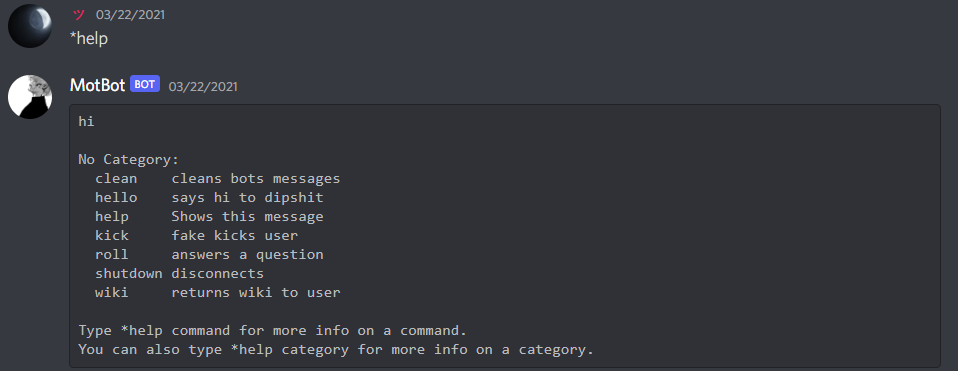 ツ 03/22/2021
*help
MotBot BOT 03/22/2021
hi
No Category:
clean cleans bots messages
hello says hi to dipshit
help Shows this message
kick fake kicks user
roll answers a question
shutdown disconnects
wiki returns wiki to user
Type *help command for more info on a command.
You can also type *help category for more info on a category.